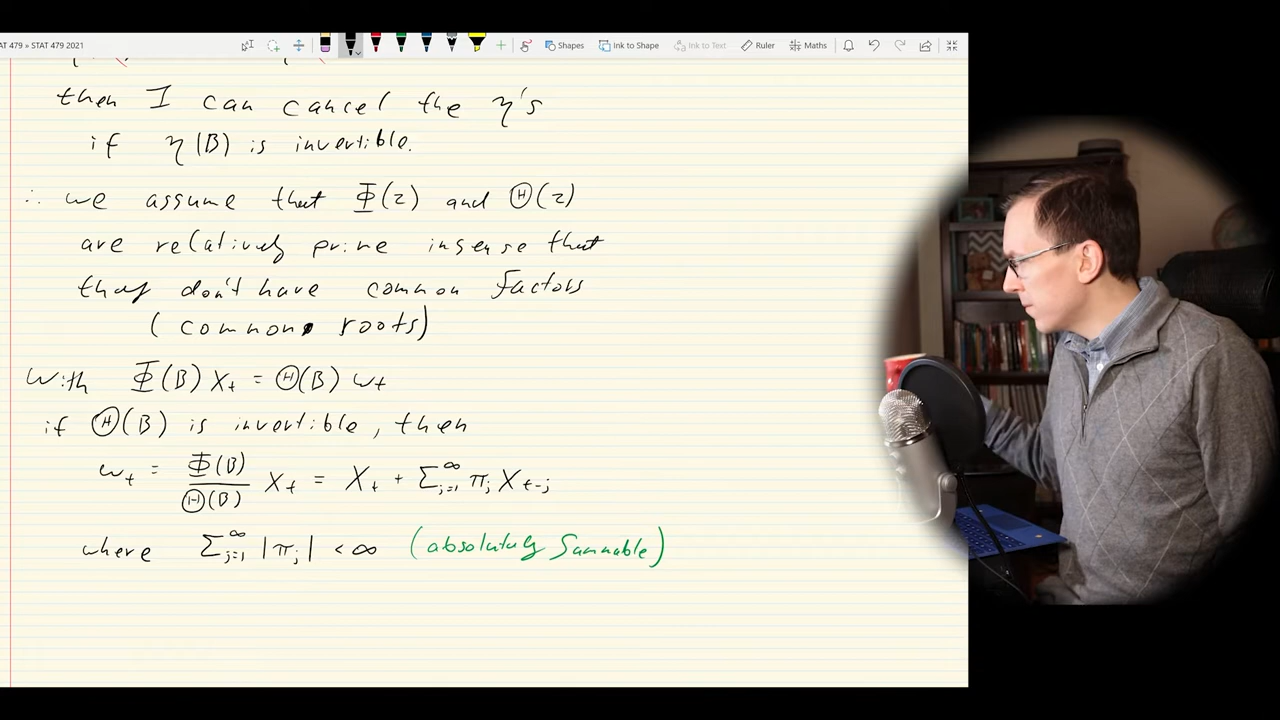 STAT 479 » STAT 479 2021
Shapes Ink to Shape Ink to Text Ruler Maths
then I can cancel the η's
if η(B) is invertible.
∴ we assume that Φ(z) and Θ(z)
are relatively prime in sense that
they don't have common factors
(common roots)
With Φ(B) X_t = Θ(B) w_t
if Θ(B) is invertible, then
w_t = Φ(B)/Θ(B) X_t = X_t + Σ_{j=1}^∞ π_j X_{t-j}
where Σ_{j=1}^∞ |π_j| < ∞ (absolutely summable)